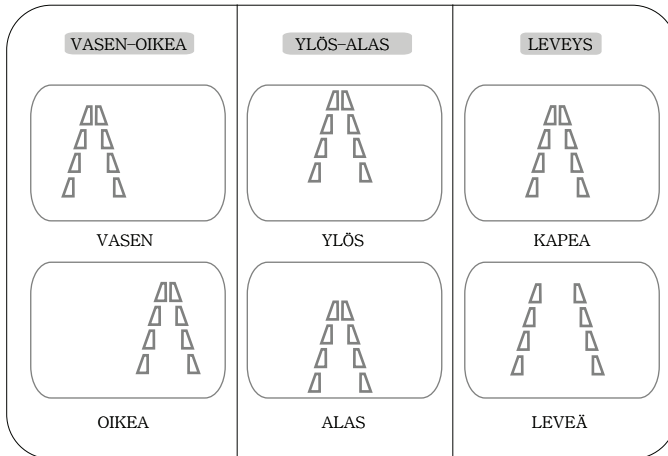 VASEN–OIKEA
YLÖS–ALAS
LEVEYS
VASEN
YLÖS
KAPEA
OIKEA
ALAS
LEVEÄ